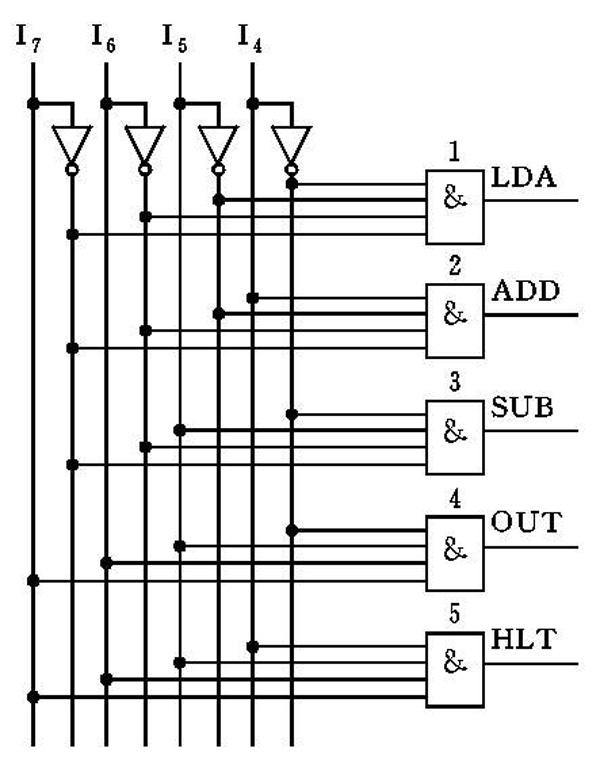 I7 I6 I5 I4
1
& LDA
2
& ADD
3
& SUB
4
& OUT
5
& HLT